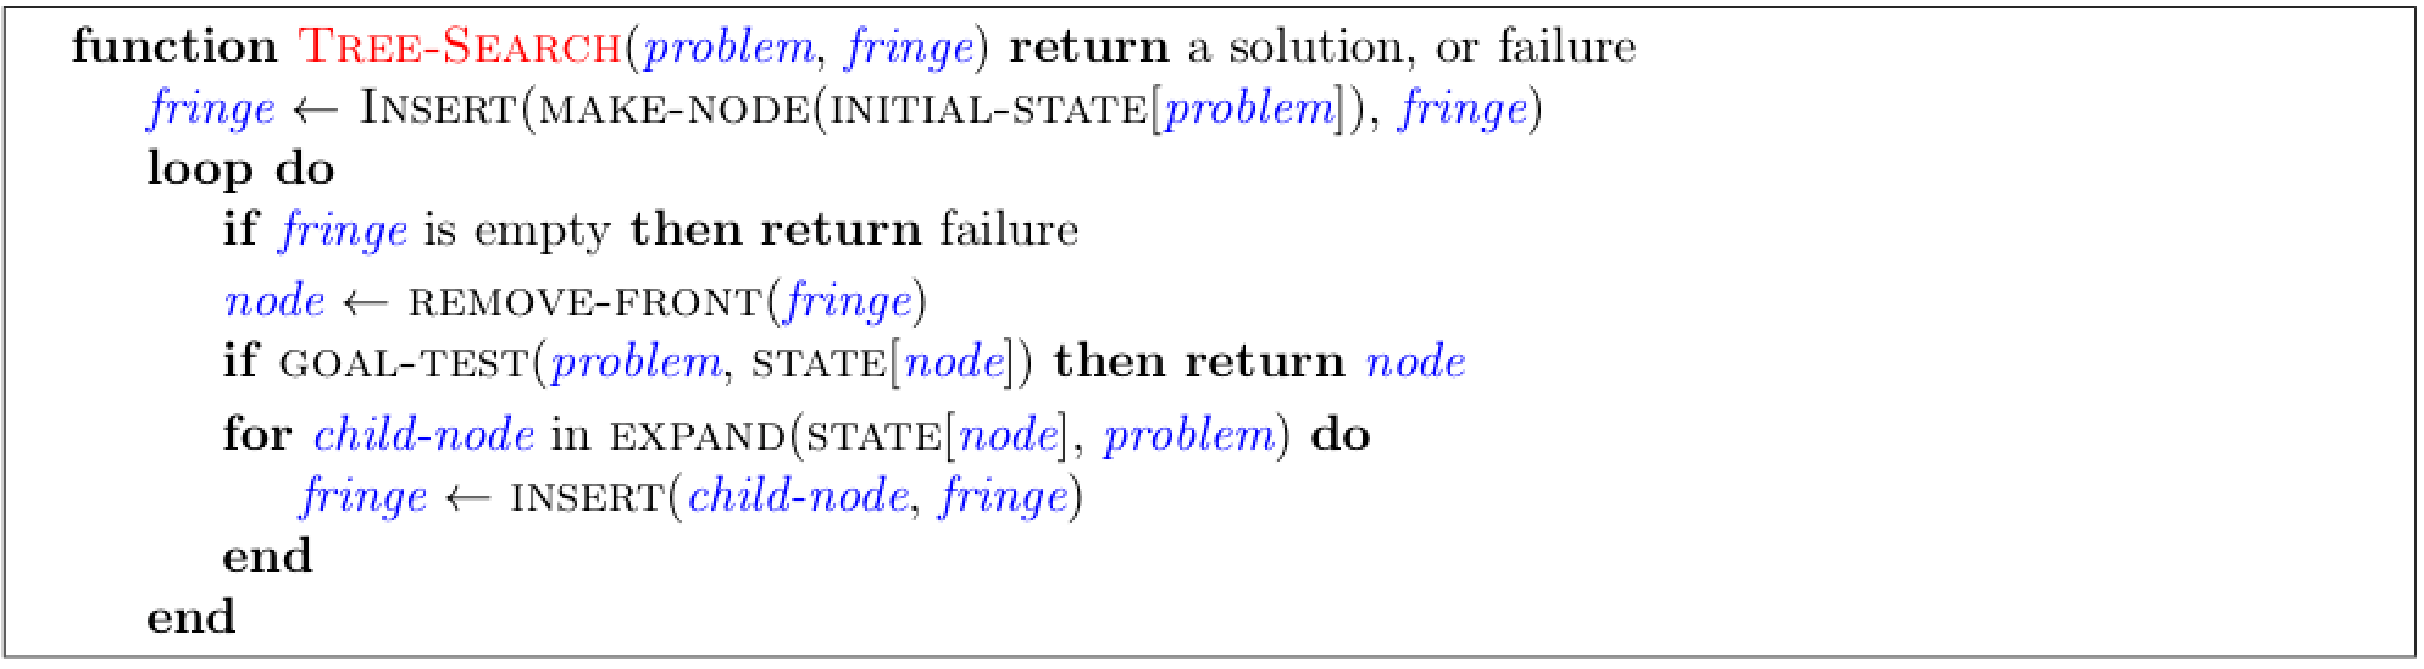 function TREE-SEARCH(problem, fringe) return a solution, or failure
fringe ← INSERT(MAKE-NODE(INITIAL-STATE[problem]), fringe)
loop do
if fringe is empty then return failure
node ← REMOVE-FRONT(fringe)
if GOAL-TEST(problem, STATE[node]) then return node
for child-node in EXPAND(STATE[node], problem) do
fringe ← INSERT(child-node, fringe)
end
end